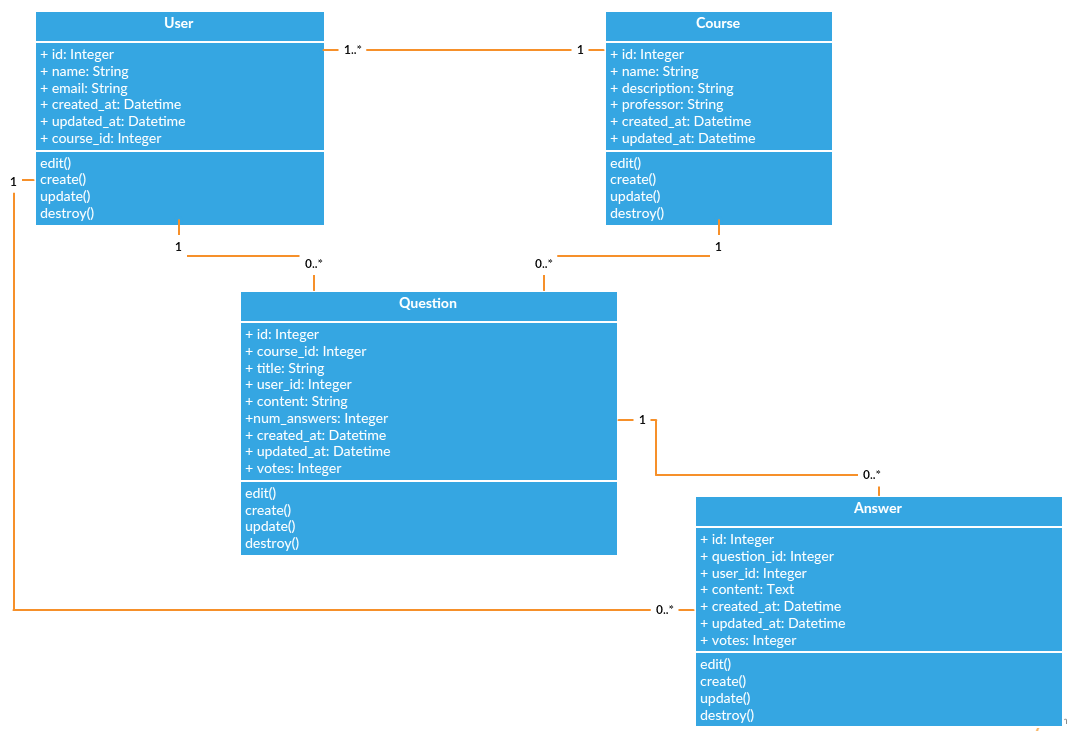 User
+ id: Integer
+ name: String
+ email: String
+ created_at: Datetime
+ updated_at: Datetime
+ course_id: Integer
edit()
create()
update()
destroy()
1..*
1
Course
+ id: Integer
+ name: String
+ description: String
+ professor: String
+ created_at: Datetime
+ updated_at: Datetime
edit()
create()
update()
destroy()
1
1
0..*
0..*
1
Question
+ id: Integer
+ course_id: Integer
+ title: String
+ user_id: Integer
+ content: String
+num_answers: Integer
+ created_at: Datetime
+ updated_at: Datetime
+ votes: Integer
edit()
create()
update()
destroy()
1
0..*
0..*
Answer
+ id: Integer
+ question_id: Integer
+ user_id: Integer
+ content: Text
+ created_at: Datetime
+ updated_at: Datetime
+ votes: Integer
edit()
create()
update()
destroy()